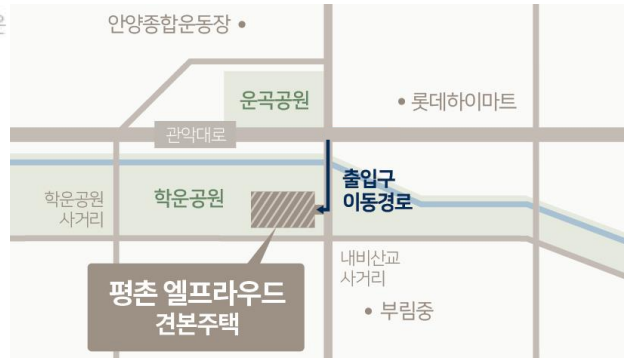 안양종합운동장
운곡공원
롯데하이마트
관악대로
학운공원
사거리
학운공원
출입구
이동경로
내비산교
사거리
평촌 엘프라우드
견본주택
부림중